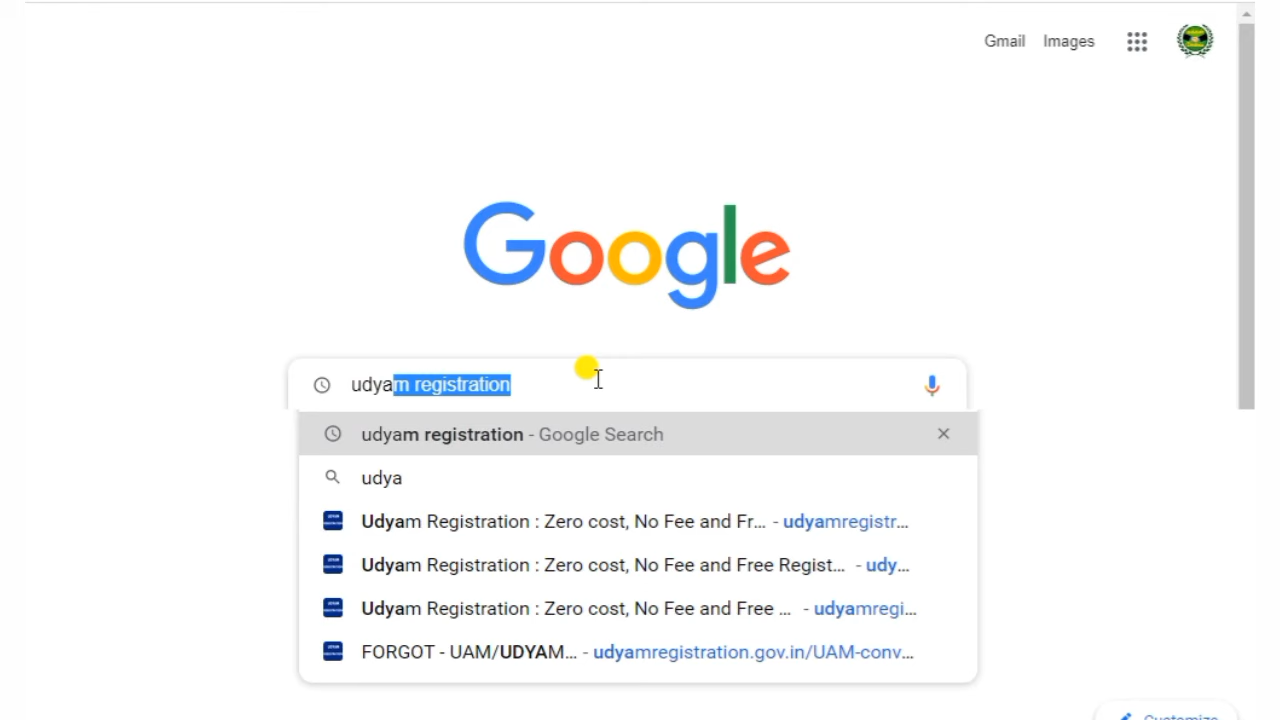 Gmail Images
Google
udyam registration
udyam registration - Google Search
udya
Udyam Registration : Zero cost, No Fee and Fr... - udyamregistr...
Udyam Registration : Zero cost, No Fee and Free Regist... - udy...
Udyam Registration : Zero cost, No Fee and Free ... - udyamregi...
FORGOT - UAM/UDYAM... - udyamregistration.gov.in/UAM-conv...
Customize